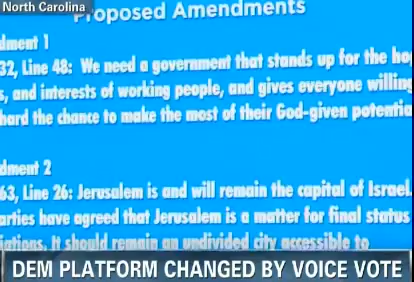 North Carolina
Proposed Amendments
dment 1
32, Line 48: We need a government that stands up for the ho
s, and interests of working people, and gives everyone willing
hard the chance to make the most of their God-given potentia
dment 2
63, Line 26: Jerusalem is and will remain the capital of Israel.
arties have agreed that Jerusalem is a matter for final status
iations. It should remain an undivided city accessible to
DEM PLATFORM CHANGED BY VOICE VOTE